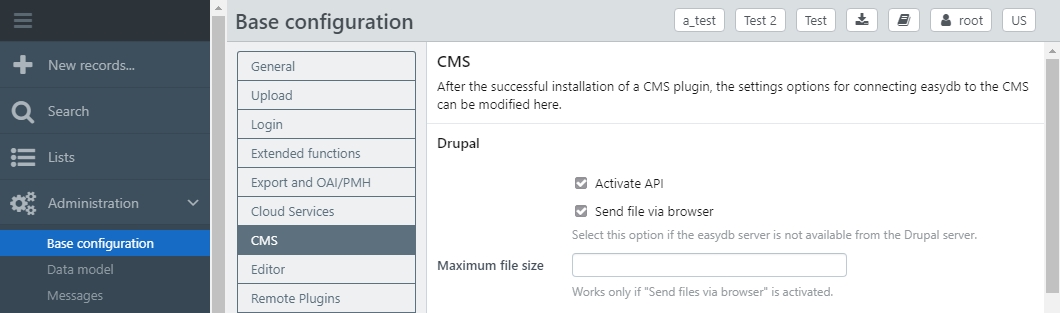 Base configuration
a_test
Test 2
Test
root
US
New records...
Search
Lists
Administration
Base configuration
Data model
Messages
General
Upload
Login
Extended functions
Export and OAI/PMH
Cloud Services
CMS
Editor
Remote Plugins
CMS
After the successful installation of a CMS plugin, the settings options for connecting easydb to the CMS
can be modified here.
Drupal
Activate API
Send file via browser
Select this option if the easydb server is not available from the Drupal server.
Maximum file size
Works only if "Send files via browser" is activated.